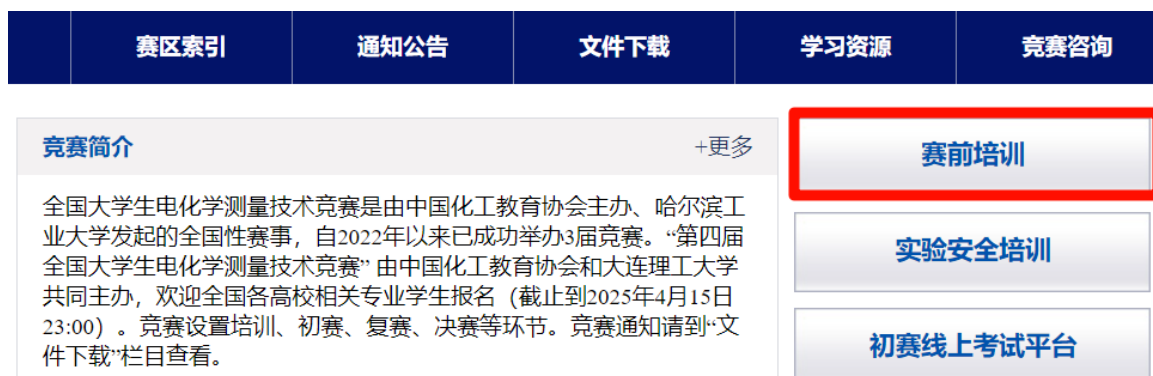 赛区索引 通知公告 文件下载 学习资源 竞赛咨询
竞赛简介 +更多
全国大学生电化学测量技术竞赛是由中国化工教育协会主办、哈尔滨工
业大学发起的全国性赛事，自2022年以来已成功举办3届竞赛。“第四届
全国大学生电化学测量技术竞赛” 由中国化工教育协会和大连理工大学
共同主办，欢迎全国各高校相关专业学生报名（截止到2025年4月15日
23:00）。竞赛设置培训、初赛、复赛、决赛等环节。竞赛通知请到“文
件下载”栏目查看。
赛前培训
实验安全培训
初赛线上考试平台